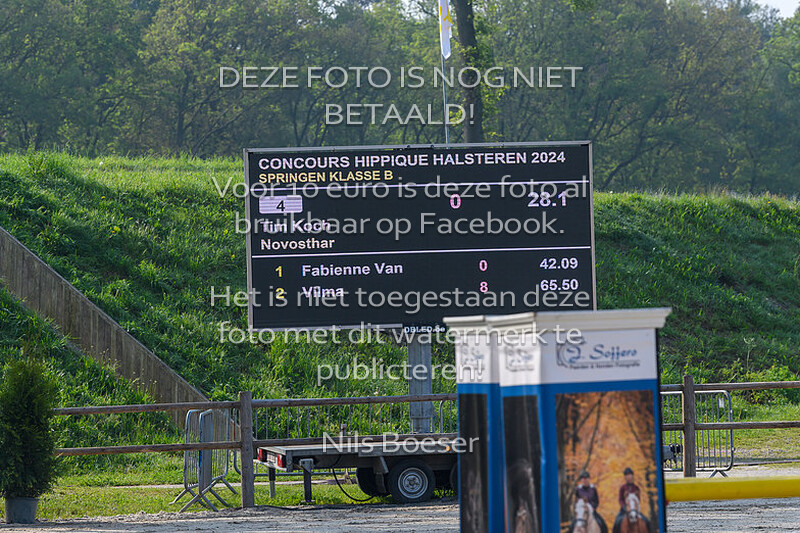 DEZE FOTO IS NOG NIET
BETAALD!
CONCOURS HIPPIQUE HALSTEREN 2024
SPRINGEN KLASSE B
Voor 10 euro is deze foto al
4 0 28.1
bruikbaar op Facebook.
Tim Koch
Novosthar
1 Fabienne Van 0 42.09
2 Vilma 8 65.50
Het is niet toegestaan deze
foto met dit watermerk te
publiceren!
Nils Boeser